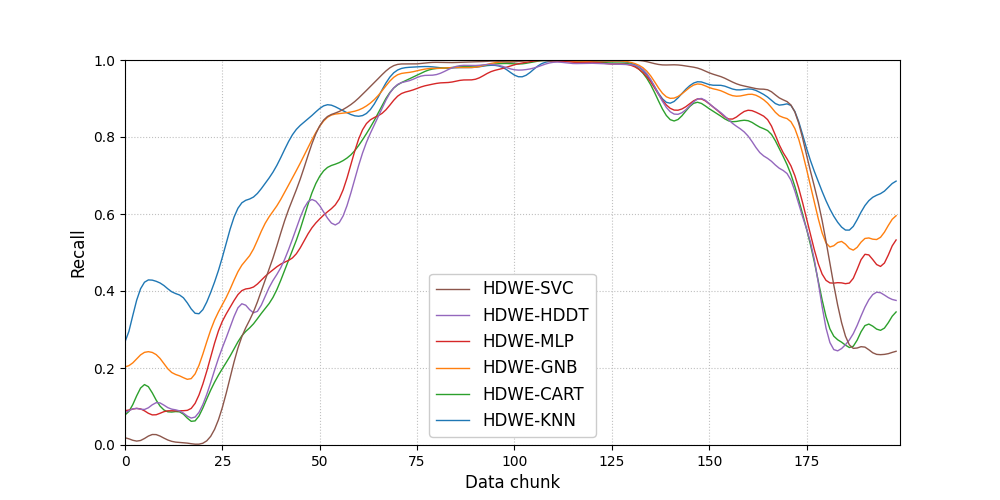 1.0
0.8
0.6
0.4
0.2
0.0
Recall
HDWE-SVC
HDWE-HDDT
HDWE-MLP
HDWE-GNB
HDWE-CART
HDWE-KNN
0 25 50 75 100 125 150 175
Data chunk